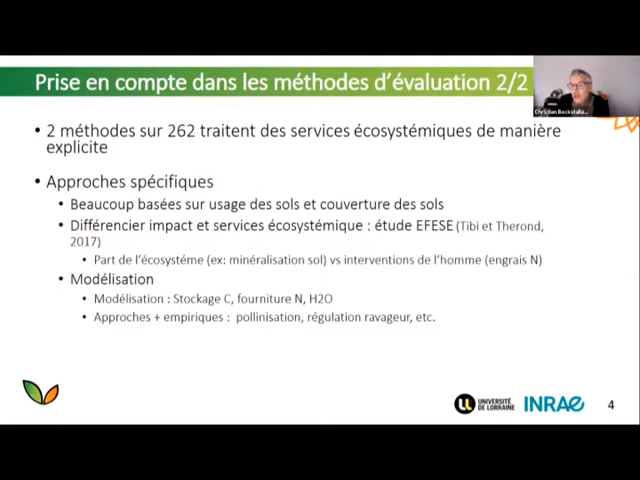 Prise en compte dans les méthodes d'évaluation 2/2
Christian Bockstalle...
• 2 méthodes sur 262 traitent des services écosystémiques de manière
explicite
• Approches spécifiques
• Beaucoup basées sur usage des sols et couverture des sols
• Différencier impact et services écosystémique : étude EFESE (Tibi et Therond,
2017)
• Part de l'écosystéme (ex: minéralisation sol) vs interventions de l'homme (engrais N)
• Modélisation
• Modélisation : Stockage C, fourniture N, H2O
• Approches + empiriques : pollinisation, régulation ravageur, etc.
UNIVERSITÉ
DE LORRAINE
INRAE
4